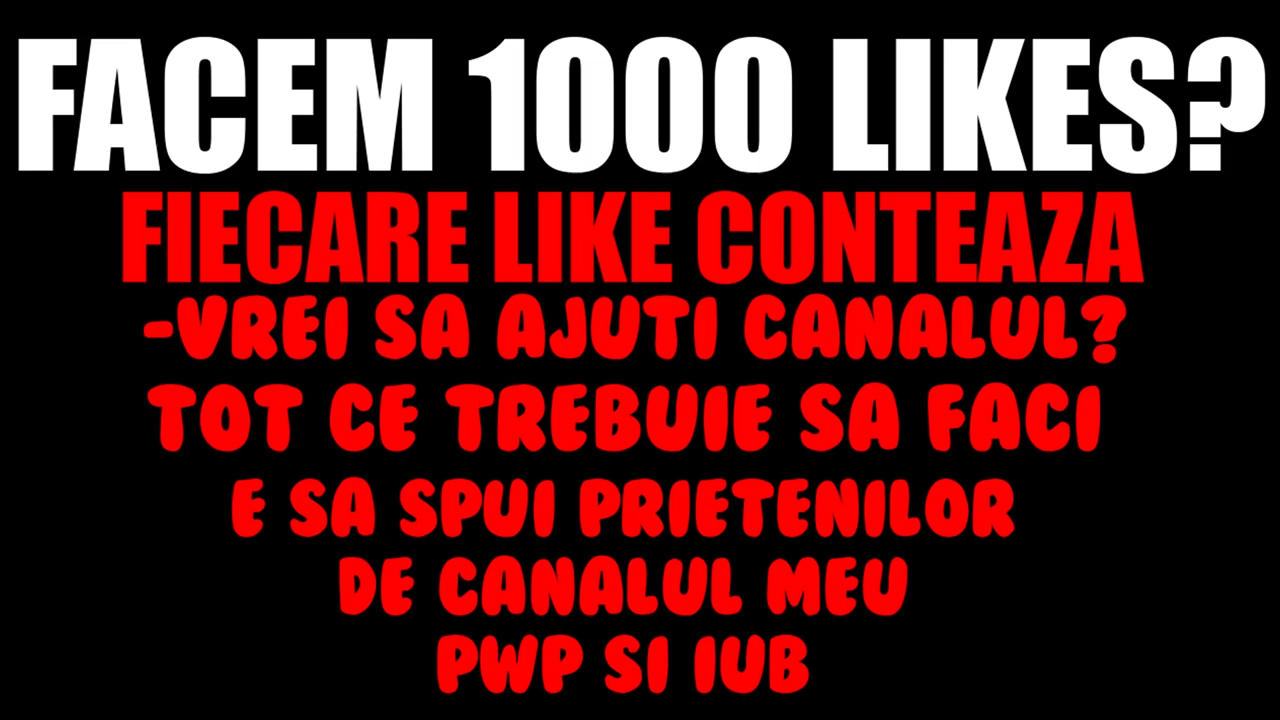 FACEM 1000 LIKES?
FIECARE LIKE CONTEAZA
-VREI SA AJUTI CANALUL?
TOT CE TREBUIE SA FACI
E SA SPUI PRIETENILOR
DE CANALUL MEU
PWP SI IUB